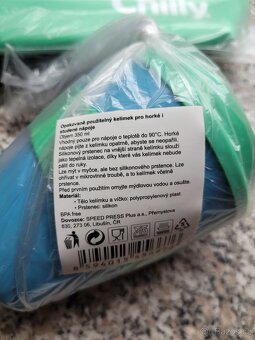 Chilly
Opakovaně použitelný kelímek pro horké i
studené nápoje
Objem 350 ml
Vhodný pouze pro nápoje o teplotě do 90°C. Horké
nápoje pije z kelímku opatrně, abyste se neopařili.
Silikonový prstenec na vnější straně kelímku slouží
jako tepelná izolace, díky které vás kelímek nebude
pálit do ruky.
Lze mýt v myčce, ale bez silikonového prstence. Lze
ohřívat v mikrovlnné troubě, a to kelímek včetně
prstence.
Před prvním použitím omyjte mýdlovou vodou a osušte.
Materiál:
• Tělo kelímku a víčko: polypropylenový plast
• Prstenec: silikon
BPA free
Dovozce: SPEED PRESS Plus a.s., Přemyslova
630, 273 06, Libušín, ČR